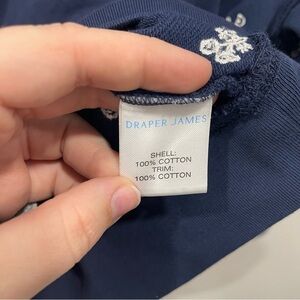 DRAPER JAMES
SHELL:
100% COTTON
TRIM:
100% COTTON